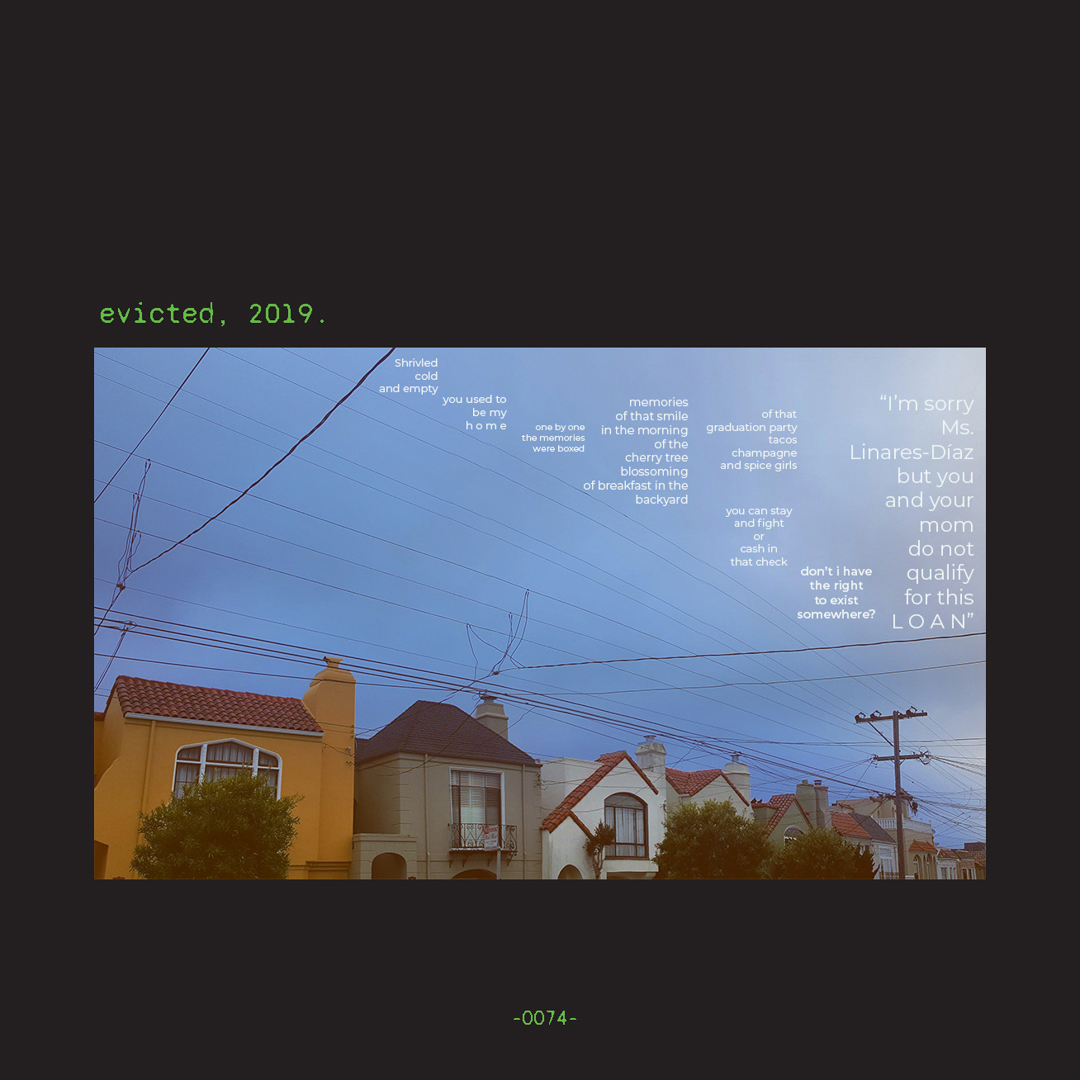 evicted, 2019.
Shrivled
cold
and empty
you used to
be my
h o m e
one by one
the memories
were boxed
memories
of that smile
in the morning
of the
cherry tree
blossoming
of breakfast in the
backyard
of that
graduation party
tacos
champagne
and spice girls
you can stay
and fight
or
cash in
that check
don't i have
the right
to exist
somewhere?
“I'm sorry
Ms.
Linares-Díaz
but you
and your
mom
do not
qualify
for this
L O A N”
-0074-